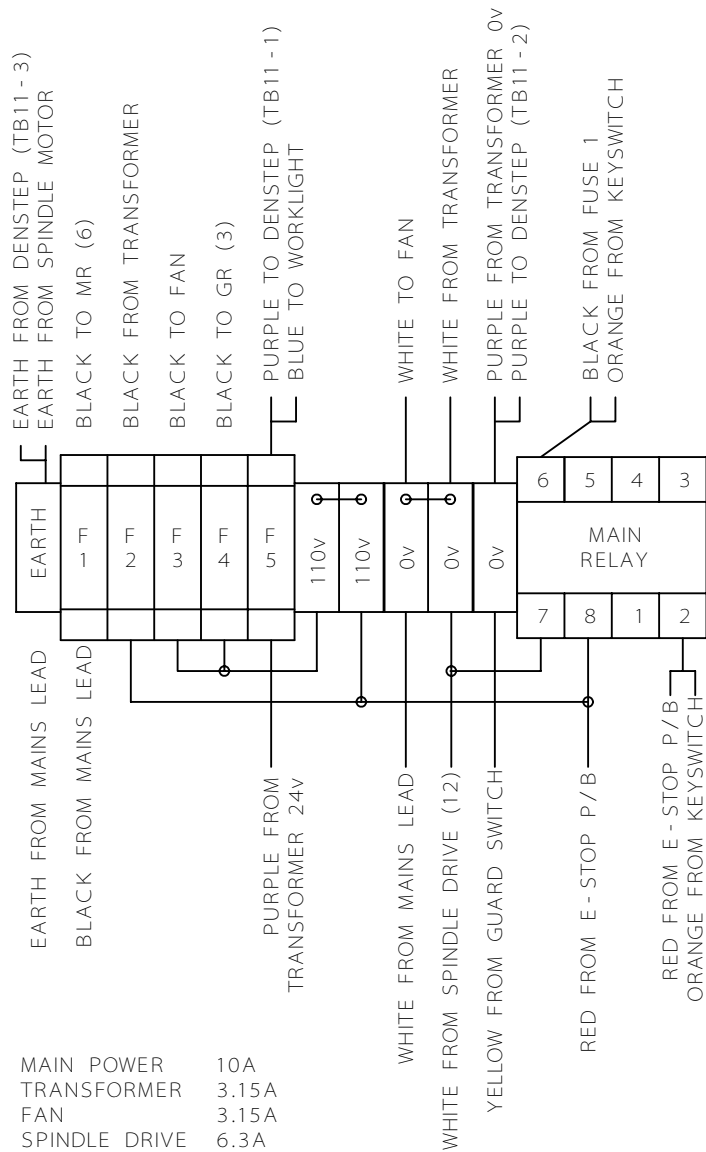 EARTH FROM DENSTEP (TB11 - 3)
EARTH FROM SPINDLE MOTOR
BLACK TO MR (6)
BLACK FROM TRANSFORMER
BLACK TO FAN
BLACK TO GR (3)
PURPLE TO DENSTEP (TB11 - 1)
BLUE TO WORKLIGHT
WHITE TO FAN
WHITE FROM TRANSFORMER
PURPLE FROM TRANSFORMER 0v
PURPLE TO DENSTEP (TB11 - 2)
BLACK FROM FUSE 1
ORANGE FROM KEYSWITCH
EARTH
F 1
F 2
F 3
F 4
F 5
110v
110v
0v
0v
0v
6 5 4 3
MAIN
RELAY
7 8 1 2
EARTH FROM MAINS LEAD
BLACK FROM MAINS LEAD
PURPLE FROM
TRANSFORMER 24v
WHITE FROM MAINS LEAD
WHITE FROM SPINDLE DRIVE (12)
YELLOW FROM GUARD SWITCH
RED FROM E - STOP P/B
RED FROM E - STOP P/B
ORANGE FROM KEYSWITCH
MAIN POWER 10A
TRANSFORMER 3.15A
FAN 3.15A
SPINDLE DRIVE 6.3A